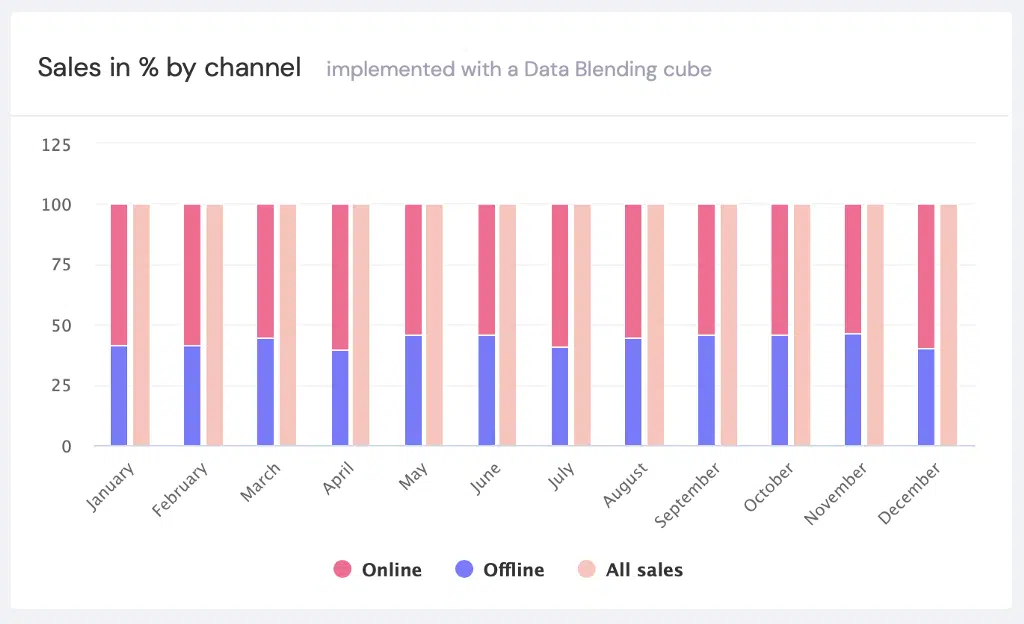 Sales in % by channel implemented with a Data Blending cube
125
100
75
50
25
0
January February March April May June July August September October November December
Online Offline All sales